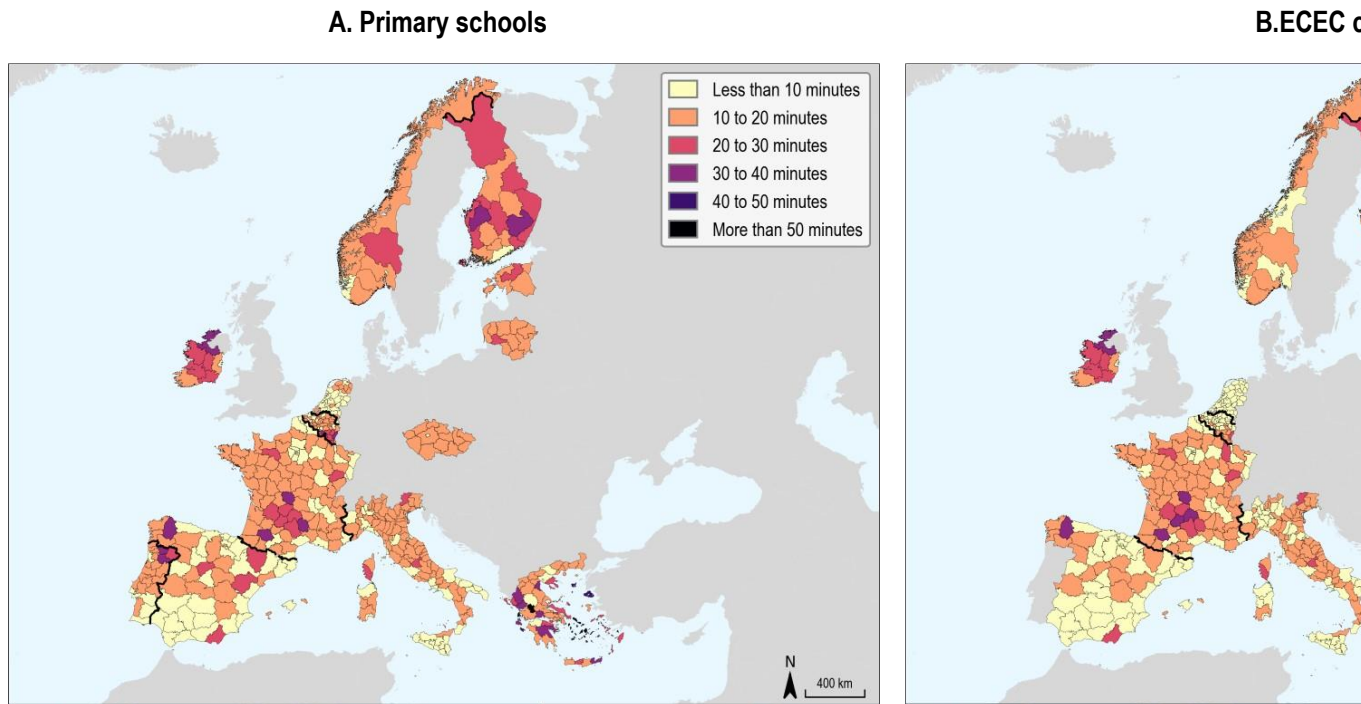 A. Primary schools
B.ECEC c
Less than 10 minutes
10 to 20 minutes
20 to 30 minutes
30 to 40 minutes
40 to 50 minutes
More than 50 minutes
N
400 km